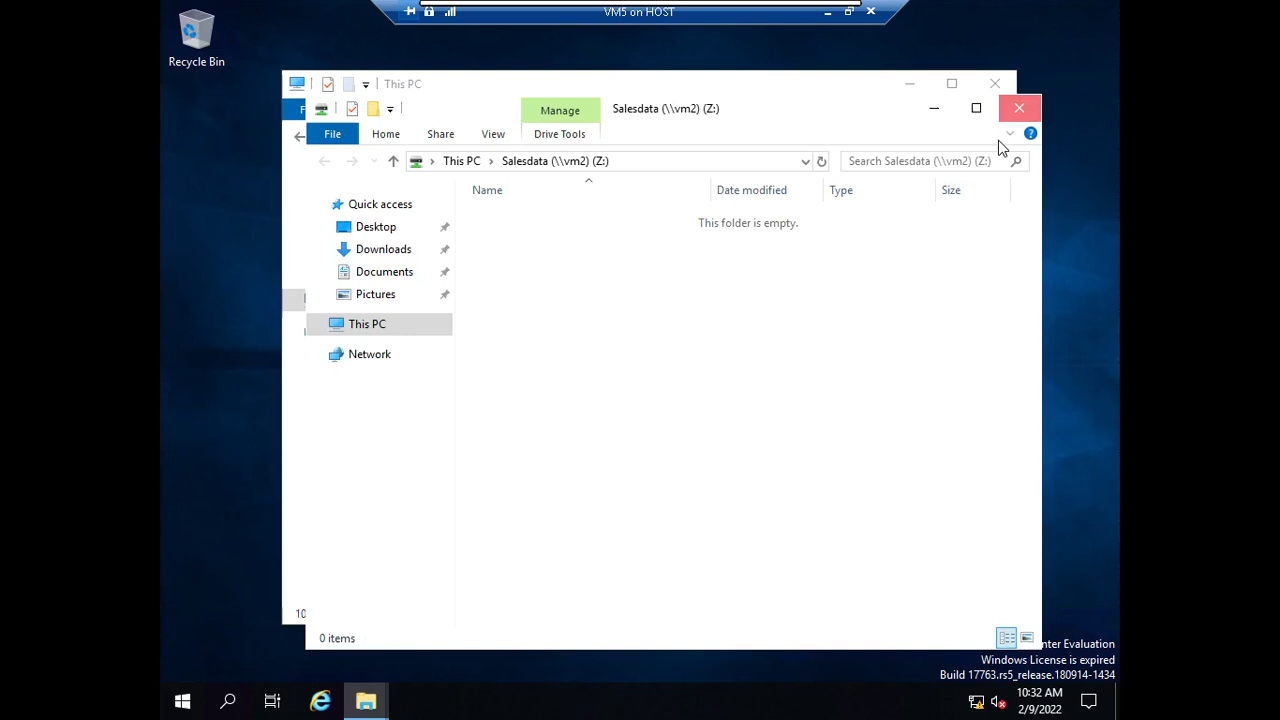 VM5 on HOST
Recycle Bin
This PC
Salesdata (\\vm2) (Z:)
Manage
File
Home
Share
View
Drive Tools
This PC
Salesdata (\\vm2) (Z:)
Search Salesdata (\\vm2) (Z:)
Name
Date modified
Type
Size
This folder is empty.
Quick access
Desktop
Downloads
Documents
Pictures
This PC
Network
10
0 items
nter Evaluation
Windows License is expired
Build 17763.rs5_release.180914-1434
10:32 AM
2/9/2022